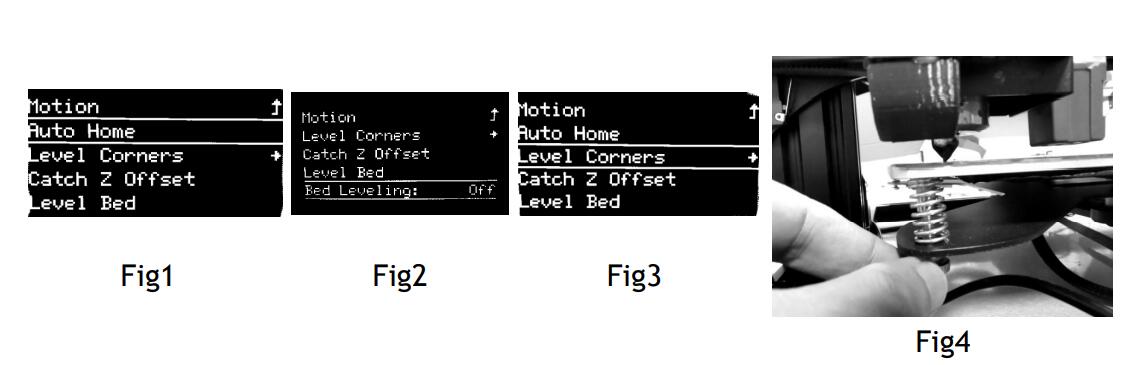 Motion
Auto Home
Level Corners
Catch Z Offset
Level Bed
Fig1
Motion
Level Corners
Catch Z Offset
Level Bed
Bed Leveling: Off
Fig2
Motion
Auto Home
Level Corners
Catch Z Offset
Level Bed
Fig3
Fig4